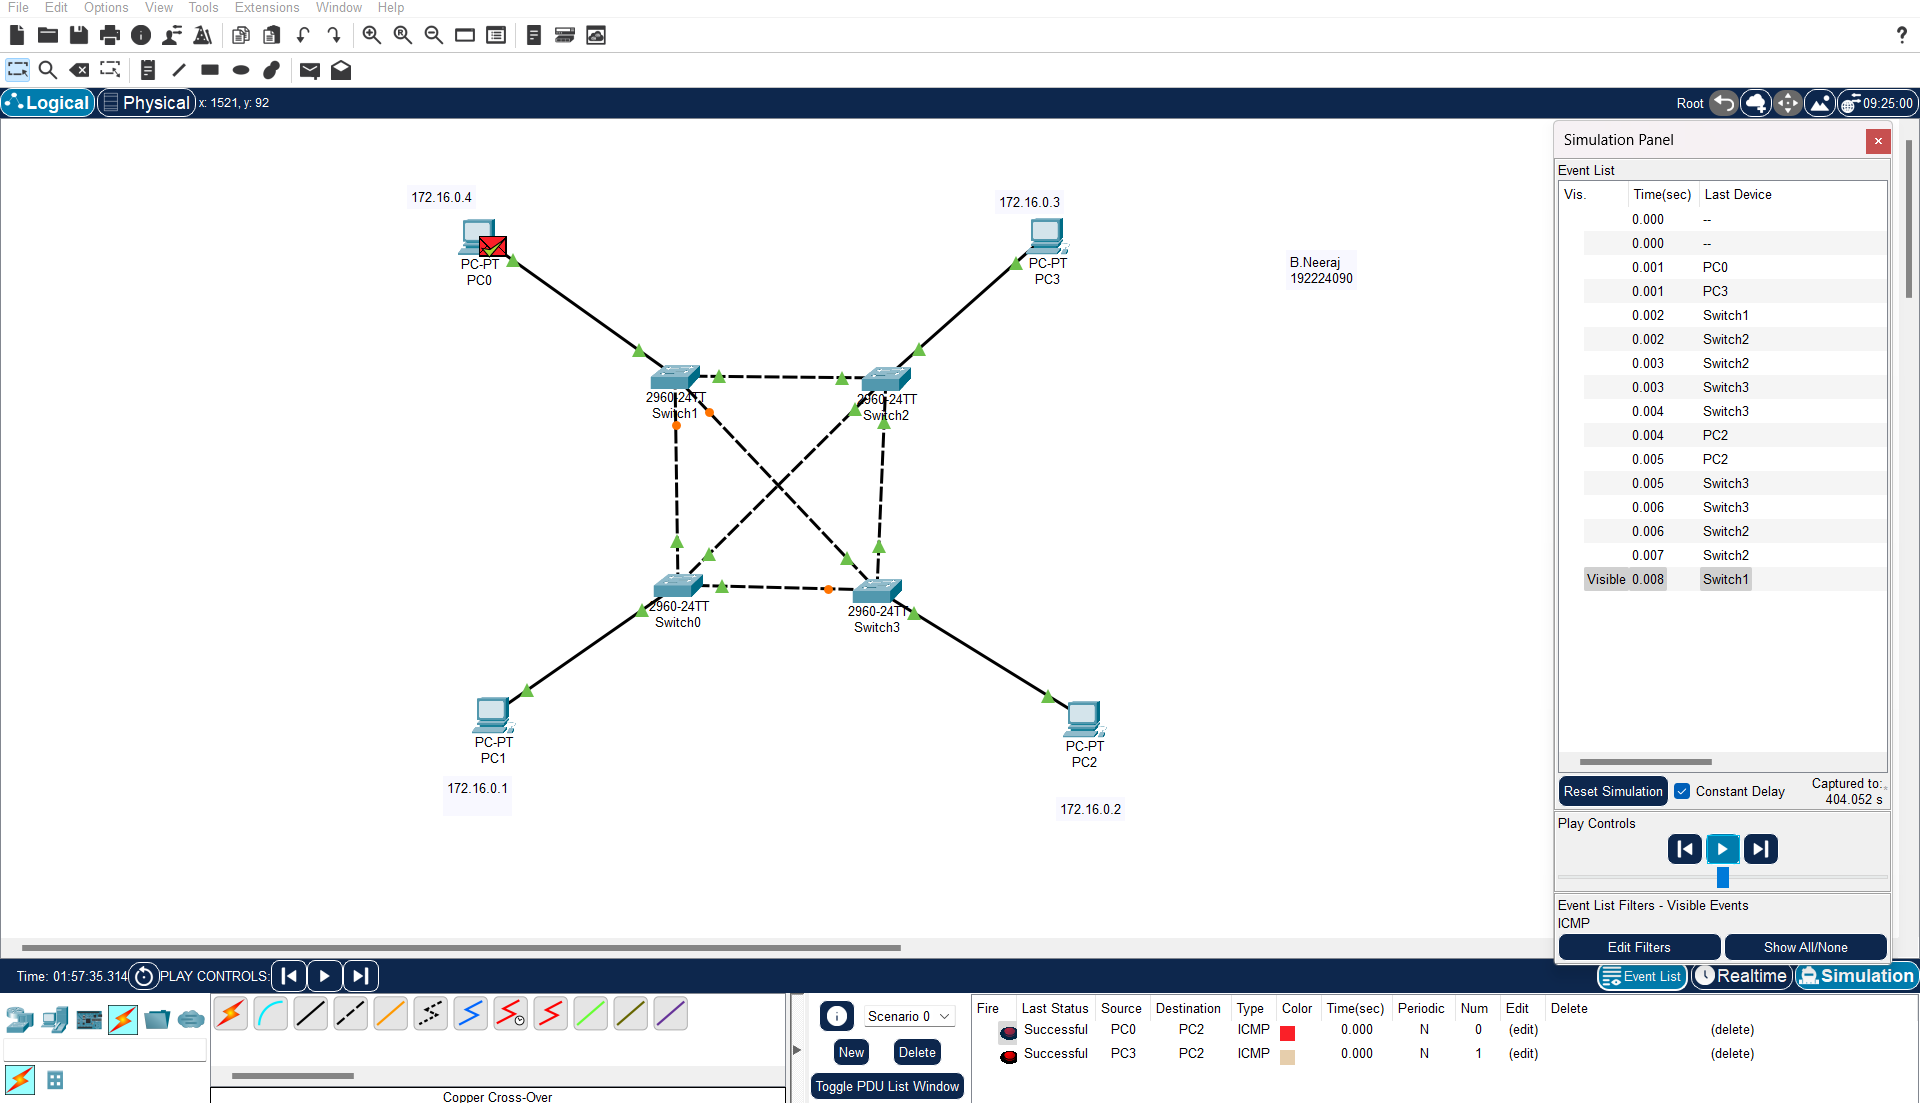 File Edit Options View Tools Extensions Window Help
Logical Physical x: 1521, y: 92 Root 09:25:00
172.16.0.4
PC-PT
PC0
172.16.0.3
PC-PT
PC3
B.Neeraj
192224090
2960-24TT
Switch1
2960-24TT
Switch2
2960-24TT
Switch0
2960-24TT
Switch3
PC-PT
PC1
172.16.0.1
PC-PT
PC2
172.16.0.2
Simulation Panel
Event List
Vis. Time(sec) Last Device
0.000 --
0.000 --
0.001 PC0
0.001 PC3
0.002 Switch1
0.002 Switch2
0.003 Switch2
0.003 Switch3
0.004 Switch3
0.004 PC2
0.005 PC2
0.005 Switch3
0.006 Switch3
0.006 Switch2
0.007 Switch2
Visible 0.008 Switch1
Reset Simulation Constant Delay Captured to:
404.052 s
Play Controls
Event List Filters - Visible Events
ICMP
Edit Filters Show All/None
Time: 01:57:35.314 PLAY CONTROLS: Event List Realtime Simulation
Scenario 0
New Delete
Toggle PDU List Window
Copper Cross-Over
Fire Last Status Source Destination Type Color Time(sec) Periodic Num Edit Delete
Successful PC0 PC2 ICMP 0.000 N 0 (edit) (delete)
Successful PC3 PC2 ICMP 0.000 N 1 (edit) (delete)